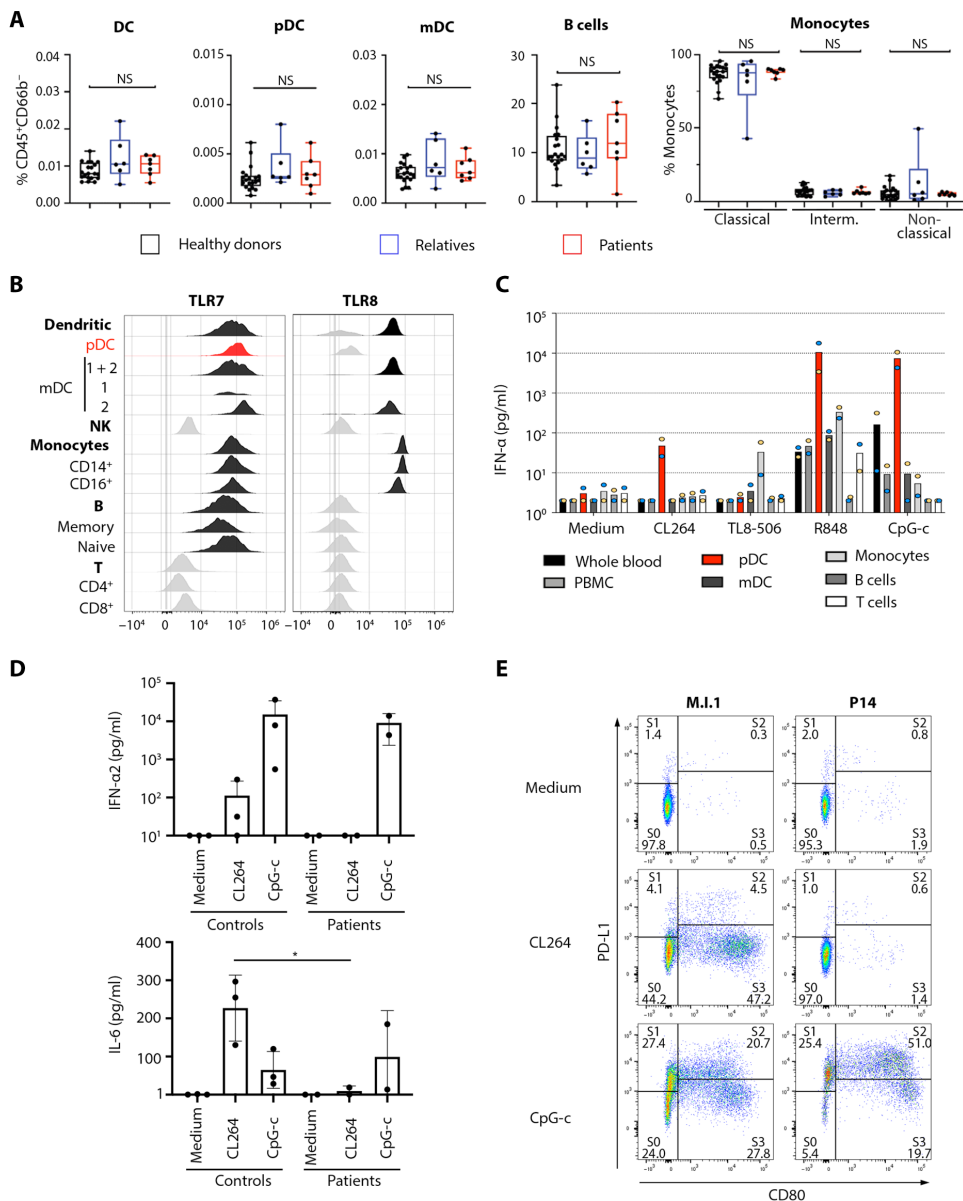 A
DC
pDC
mDC
B cells
Monocytes
% CD45⁺CD66b⁻
0.04
0.03
0.02
0.01
0.00
NS
0.015
0.010
0.005
0.000
NS
0.03
0.02
0.01
0.00
NS
30
20
10
0
NS
% Monocytes
100
50
0
NS
NS
NS
Classical
Interm.
Non-
classical
Healthy donors
Relatives
Patients
B
TLR7
TLR8
Dendritic
pDC
mDC
1 + 2
1
2
NK
Monocytes
CD14⁺
CD16⁺
B
Memory
Naive
T
CD4⁺
CD8⁺
−10⁴ 0 10⁴ 10⁵ 10⁶
−10⁴ 0 10⁴ 10⁵ 10⁶
C
IFN-α (pg/ml)
10⁵
10⁴
10³
10²
10¹
10⁰
Medium CL264 TL8-506 R848 CpG-c
Whole blood
PBMC
pDC
mDC
Monocytes
B cells
T cells
D
IFN-α2 (pg/ml)
10⁵
10⁴
10³
10²
10¹
Medium
CL264
CpG-c
Medium
CL264
CpG-c
Controls
Patients
IL-6 (pg/ml)
400
300
200
100
1
*
Medium
CL264
CpG-c
Medium
CL264
CpG-c
Controls
Patients
E
M.I.1
P14
Medium
S1
1.4
S2
0.3
S0
97.8
S3
0.5
S1
2.0
S2
0.8
S0
95.3
S3
1.9
CL264
S1
4.1
S2
4.5
S0
44.2
S3
47.2
S1
1.0
S2
0.6
S0
97.0
S3
1.4
CpG-c
S1
27.4
S2
20.7
S0
24.0
S3
27.8
S1
25.4
S2
51.0
S0
5.4
S3
19.7
PD-L1
CD80